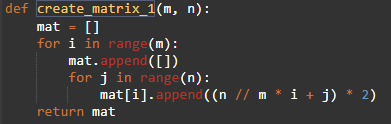 def create_matrix_1(m, n):
    mat = []
    for i in range(m):
        mat.append([])
        for j in range(n):
            mat[i].append((n // m * i + j) * 2)
    return mat